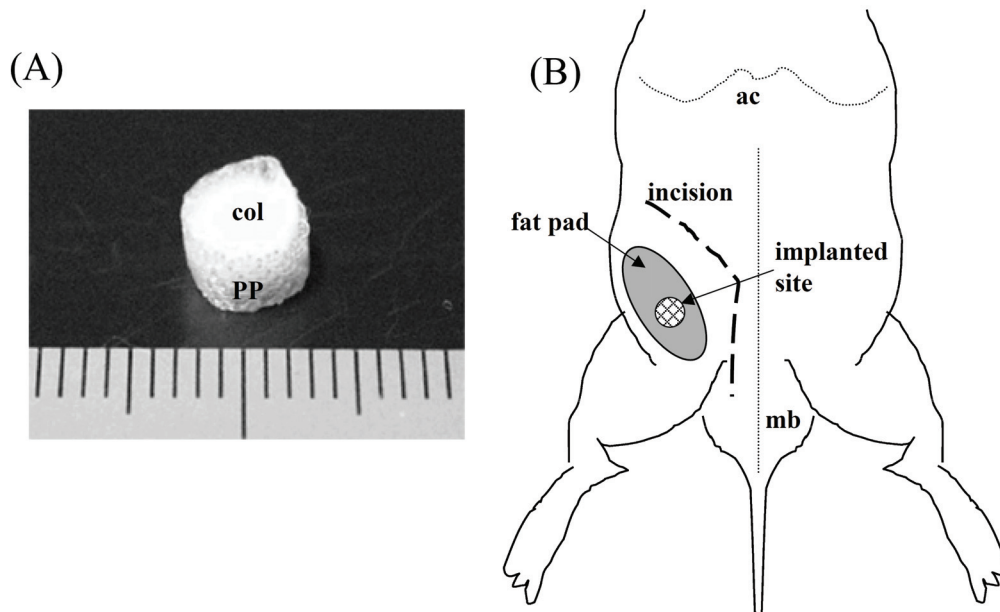 (A)
col
PP
(B)
ac
incision
fat pad
implanted
site
mb